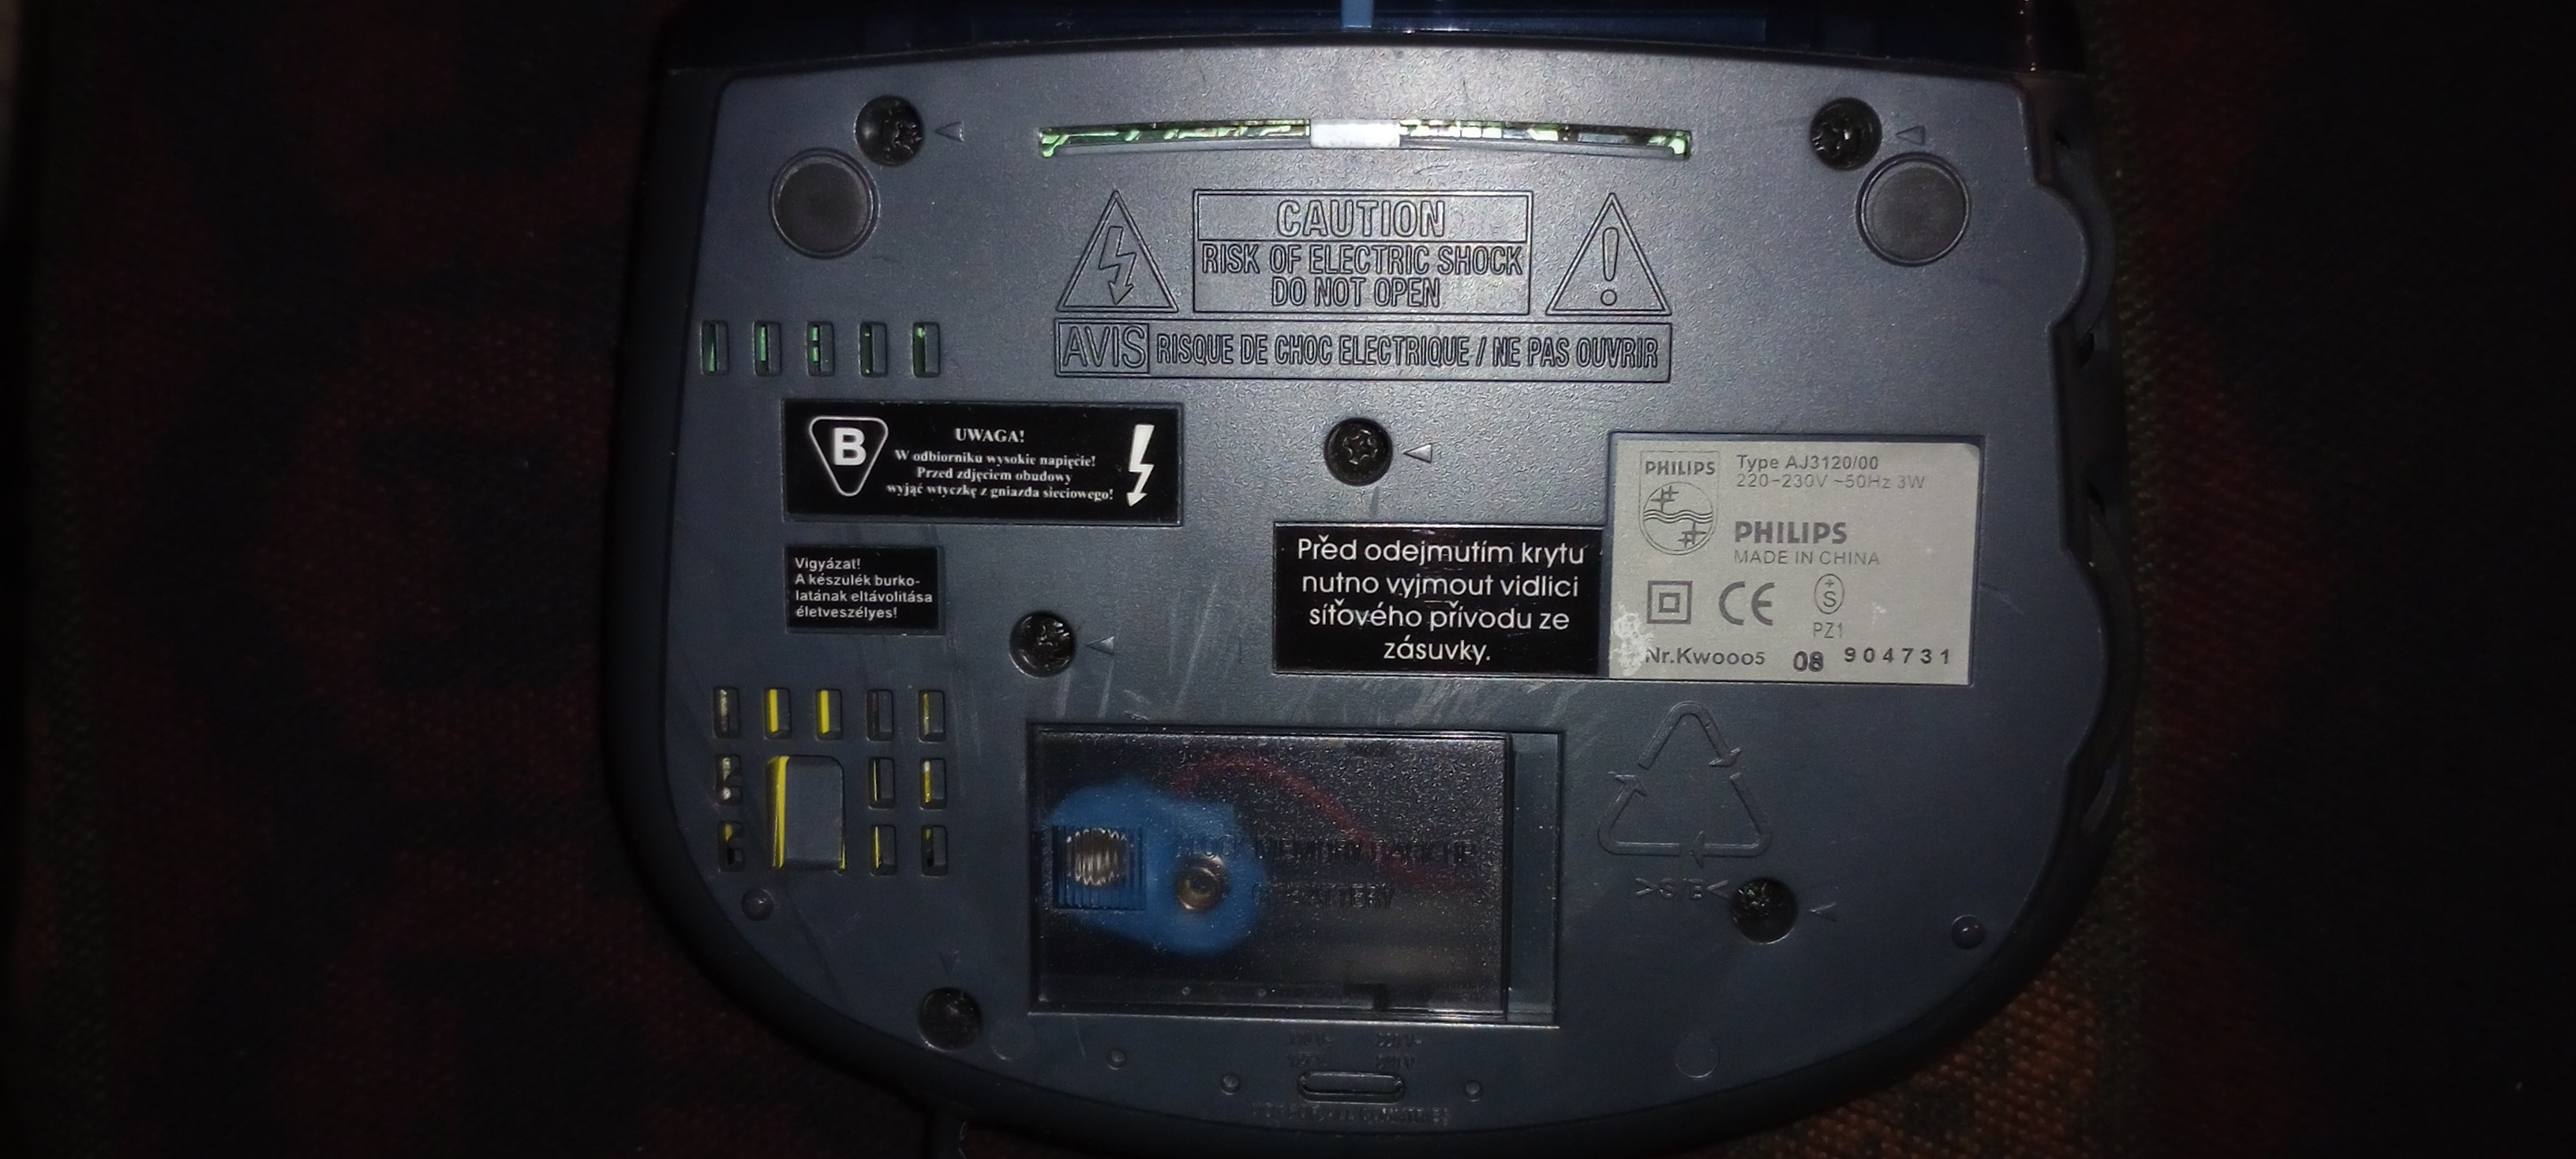 CAUTION
RISK OF ELECTRIC SHOCK
DO NOT OPEN
AVIS RISQUE DE CHOC ELECTRIQUE / NE PAS OUVRIR
B
UWAGA!
W odbiorniku wysokie napięcie!
Przed zdjęciem obudowy
wyjąć wtyczkę z gniazda sieciowego!
Vigyázat!
A készulék burko-
latának eltávolitása
életveszélyes!
Před odejmutím krytu
nutno vyjmout vidlici
síťového přívodu ze
zásuvky.
PHILIPS
Type AJ3120/00
220-230V ~50Hz 3W
PHILIPS
MADE IN CHINA
CE
+
S
PZ1
Nr.Kwooo5 08 904731
BATTERY